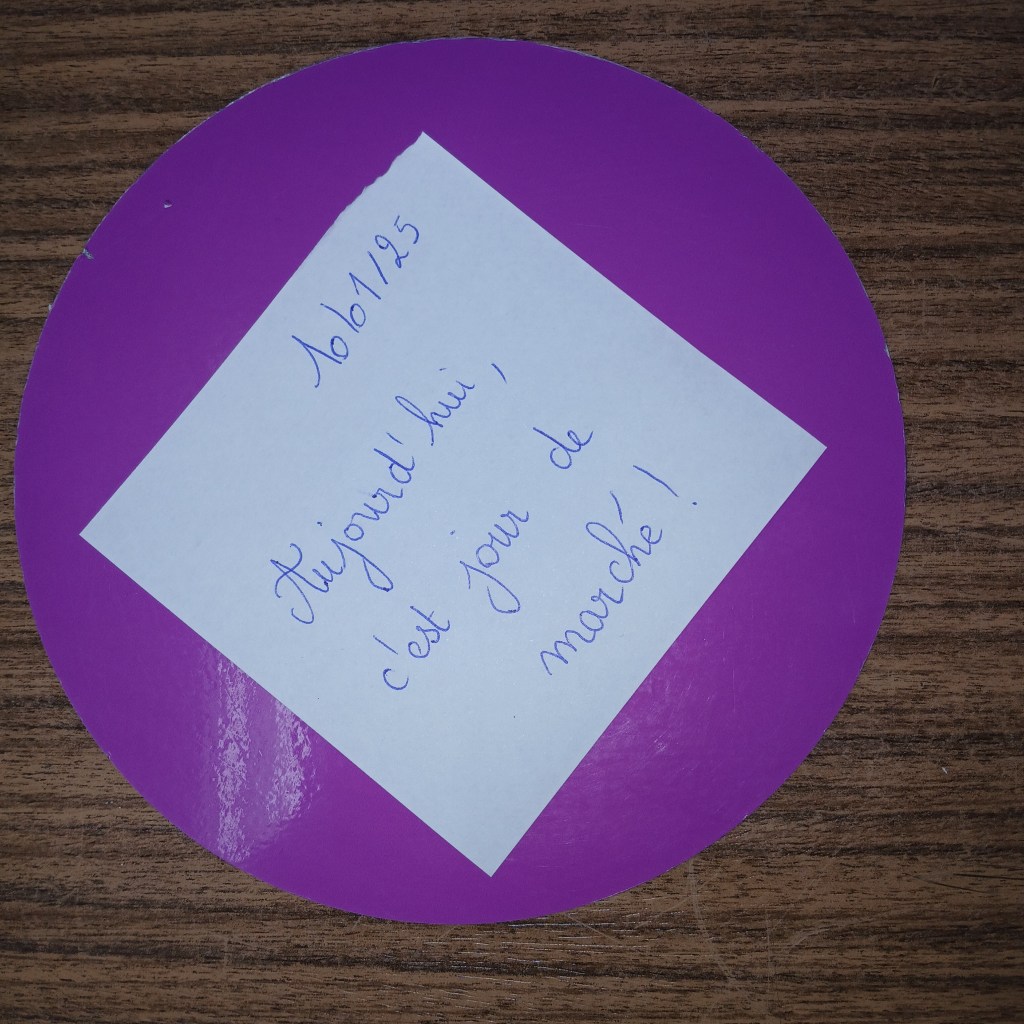 10/01/25
Aujourd'hui,
c'est jour de
marché !